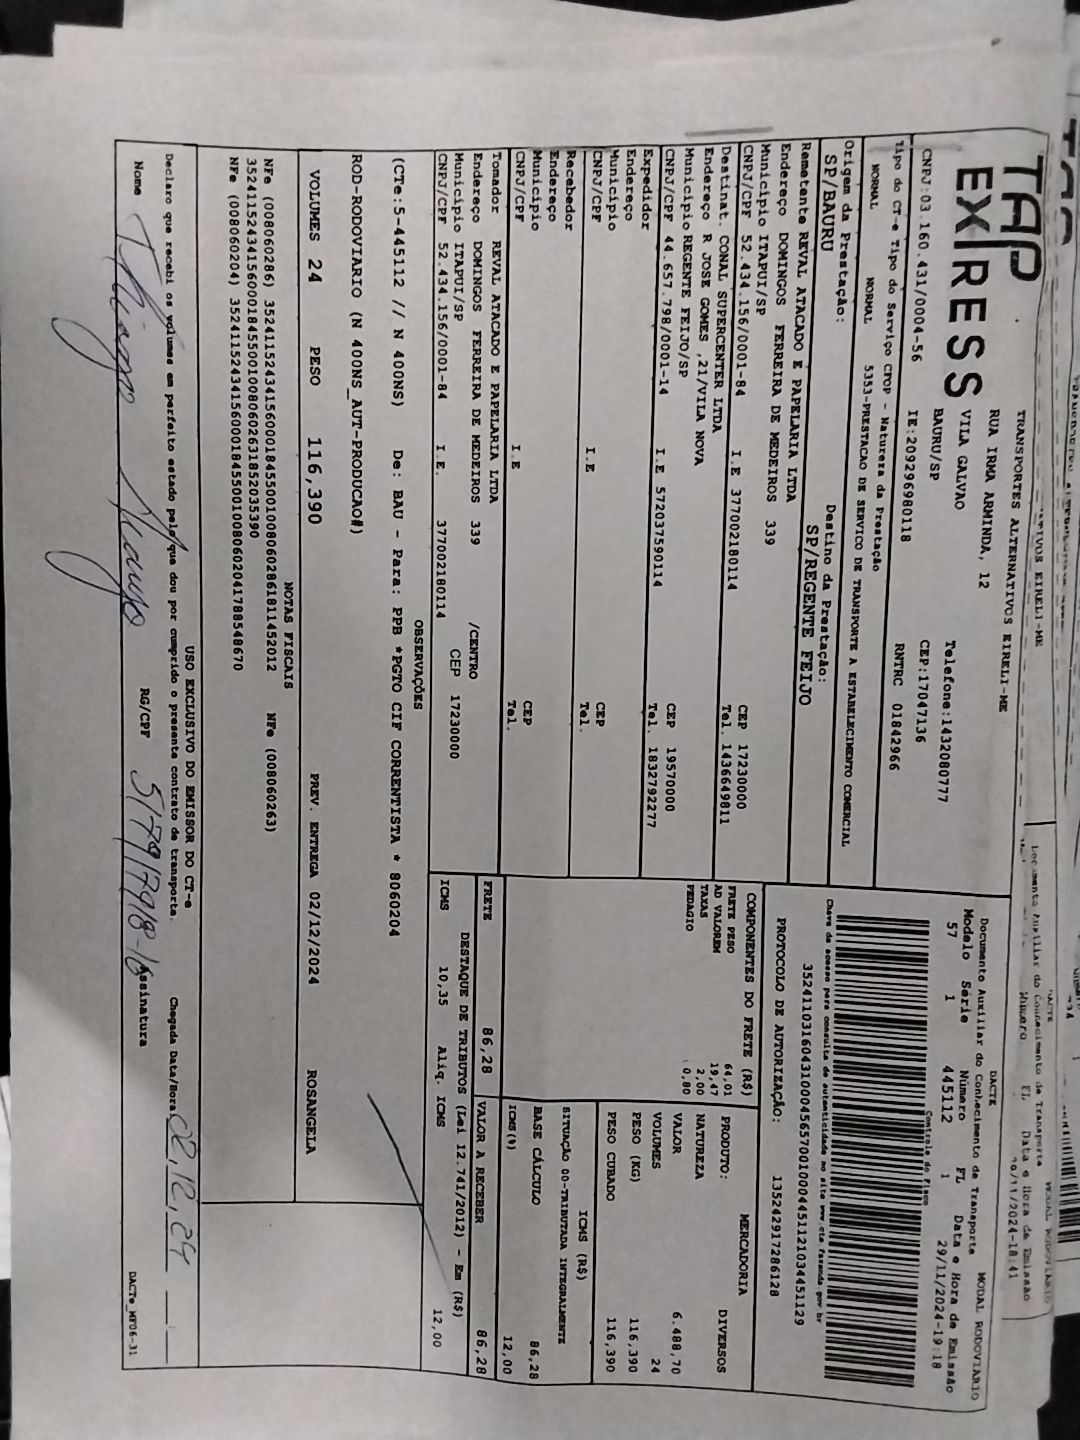 TAP
EXPRESS
TRANSPORTES ALTERNATIVOS EIRELI-ME
RUA IRMA ARMINDA, 12
VILA GALVAO
BAURU/SP
Telefone:1432080777
CEP:17047136
CNPJ:03.160.431/0004-56
IE:209296980118
RNTRC 01842966
Tipo do CT-e Tipo do Serviço CFOP - Natureza da Prestação
NORMAL NORMAL 5353-PRESTACAO DE SERVICO DE TRANSPORTE A ESTABELECIMENTO COMERCIAL
Origem da Prestação: Destino da Prestação:
SP/BAURU SP/REGENTE FEIJO
Remetente REVAL ATACADO E PAPELARIA LTDA
Endereço DOMINGOS FERREIRA DE MEDEIROS 339
Município ITAPUI/SP CEP 17230000
CNPJ/CPF 52.434.156/0001-84 I.E 377002180114 Tel. 1436649811
Destinat. CONAL SUPERCENTER LTDA
Endereço R JOSE GOMES ,21/VILA NOVA
Município REGENTE FEIJO/SP CEP 19570000
CNPJ/CPF 44.657.798/0001-14 I.E 572037590114 Tel. 1832792277
Expedidor
Endereço
Município CEP
CNPJ/CPF I.E Tel.
Recebedor
Endereço
Município CEP
CNPJ/CPF I.E Tel.
Tomador REVAL ATACADO E PAPELARIA LTDA
Endereço DOMINGOS FERREIRA DE MEDEIROS 339 /CENTRO
Município ITAPUI/SP CEP 17230000
CNPJ/CPF 52.434.156/0001-84 I.E. 377002180114
DACTE
Documento Auxiliar do Conhecimento de Transporte MODAL RODOVIARIO
Modelo Série Número FL Data e Hora de Emissão
57 1 445112 1 29/11/2024-19:18
Controle do Fisco
Chave de acesso para consulta de autenticidade no site www.cte.fazenda.gov.br
35241103160431000456570010004451121034451129
PROTOCOLO DE AUTORIZAÇÃO: 135242917286128
COMPONENTES DO FRETE (R$)
FRETE PESO 64,01
AD VALOREM 19,47
TAXAS 2,00
PEDAGIO 0,80
MERCADORIA
PRODUTO: DIVERSOS
NATUREZA
VALOR 6.488,70
VOLUMES 24
PESO (KG) 116,390
PESO CUBADO 116,390
ICMS (R$)
SITUAÇÃO 00-TRIBUTADA INTEGRALMENTE
BASE CÁLCULO 86,28
ICMS(%) 12,00
FRETE 86,28 VALOR A RECEBER 86,28
DESTAQUE DE TRIBUTOS (Lei 12.741/2012) - Em (R$)
ICMS 10,35 Aliq. ICMS 12,00
OBSERVAÇÕES
(CTe:5-445112 // N 400NS) De: BAU - Para: PPB *PGTO CIF CORRENTISTA * 8060204
ROD-RODOVIARIO (N 400NS_AUT-PRODUCAO#)
VOLUMES 24 PESO 116,390 PREV. ENTREGA 02/12/2024 ROSANGELA
NOTAS FISCAIS
NFe (008060286) 35241152434156000184550010080602861811452012 NFe (008060263)
35241152434156000184550010080602631852035390
NFe (008060204) 35241152434156000184550010080602041788548670
USO EXCLUSIVO DO EMISSOR DO CT-e
Declaro que recebi os volumes em perfeito estado pelo que dou por cumprido o presente contrato de transporte. Chegada Data/Hora 02,12,24
Nome RG/CPF Assinatura
DACTe_MF06-31